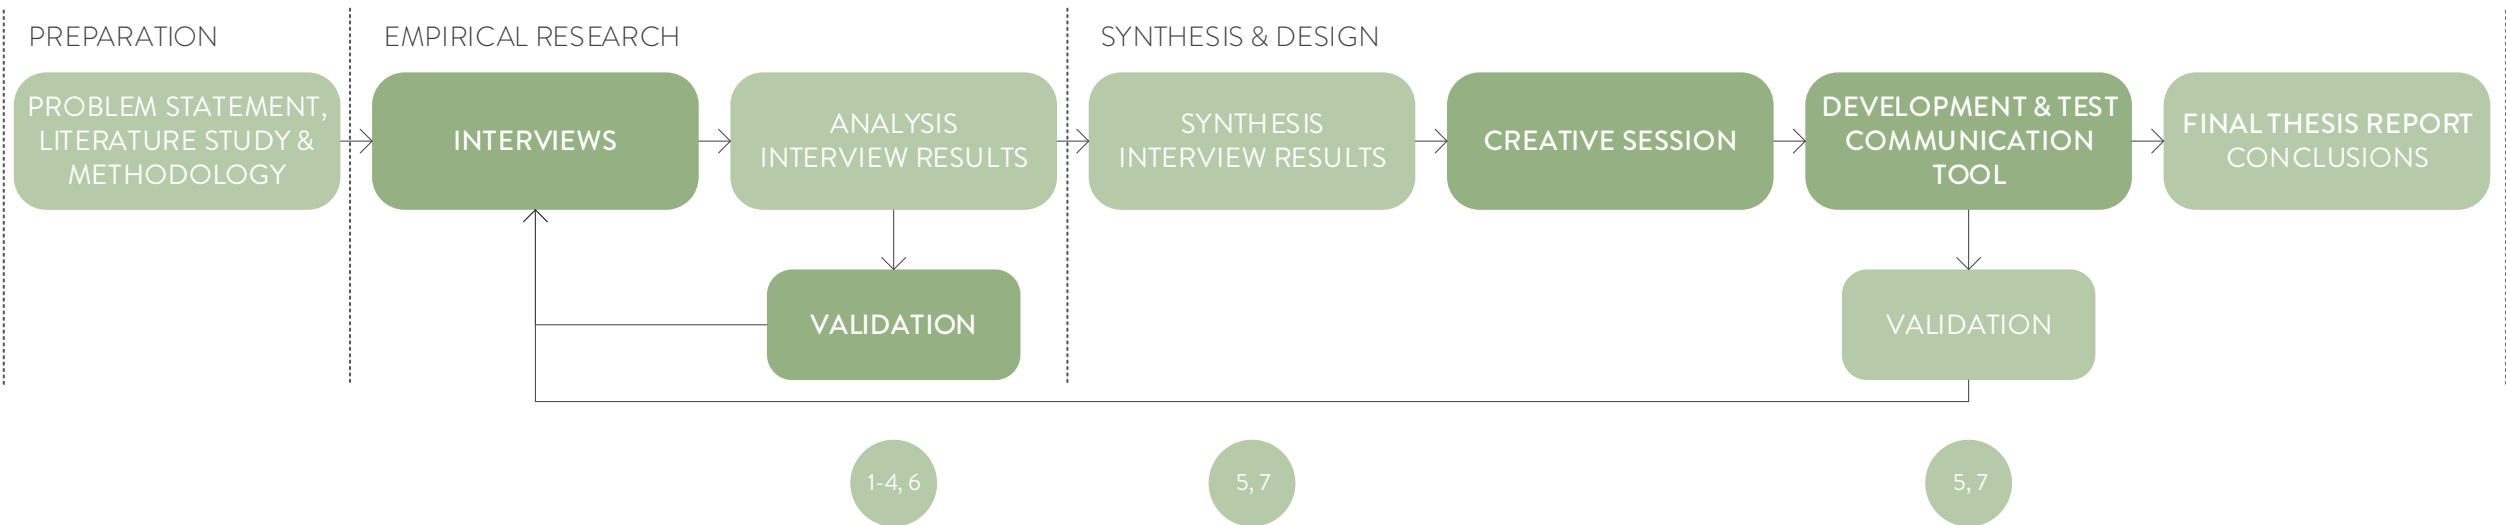 PREPARATION
EMPIRICAL RESEARCH
SYNTHESIS & DESIGN
PROBLEM STATEMENT,
LITERATURE STUDY &
METHODOLOGY
INTERVIEWS
ANALYSIS
INTERVIEW RESULTS
SYNTHESIS
INTERVIEW RESULTS
CREATIVE SESSION
DEVELOPMENT & TEST
COMMUNICATION
TOOL
FINAL THESIS REPORT
CONCLUSIONS
VALIDATION
VALIDATION
1-4, 6
5, 7
5, 7